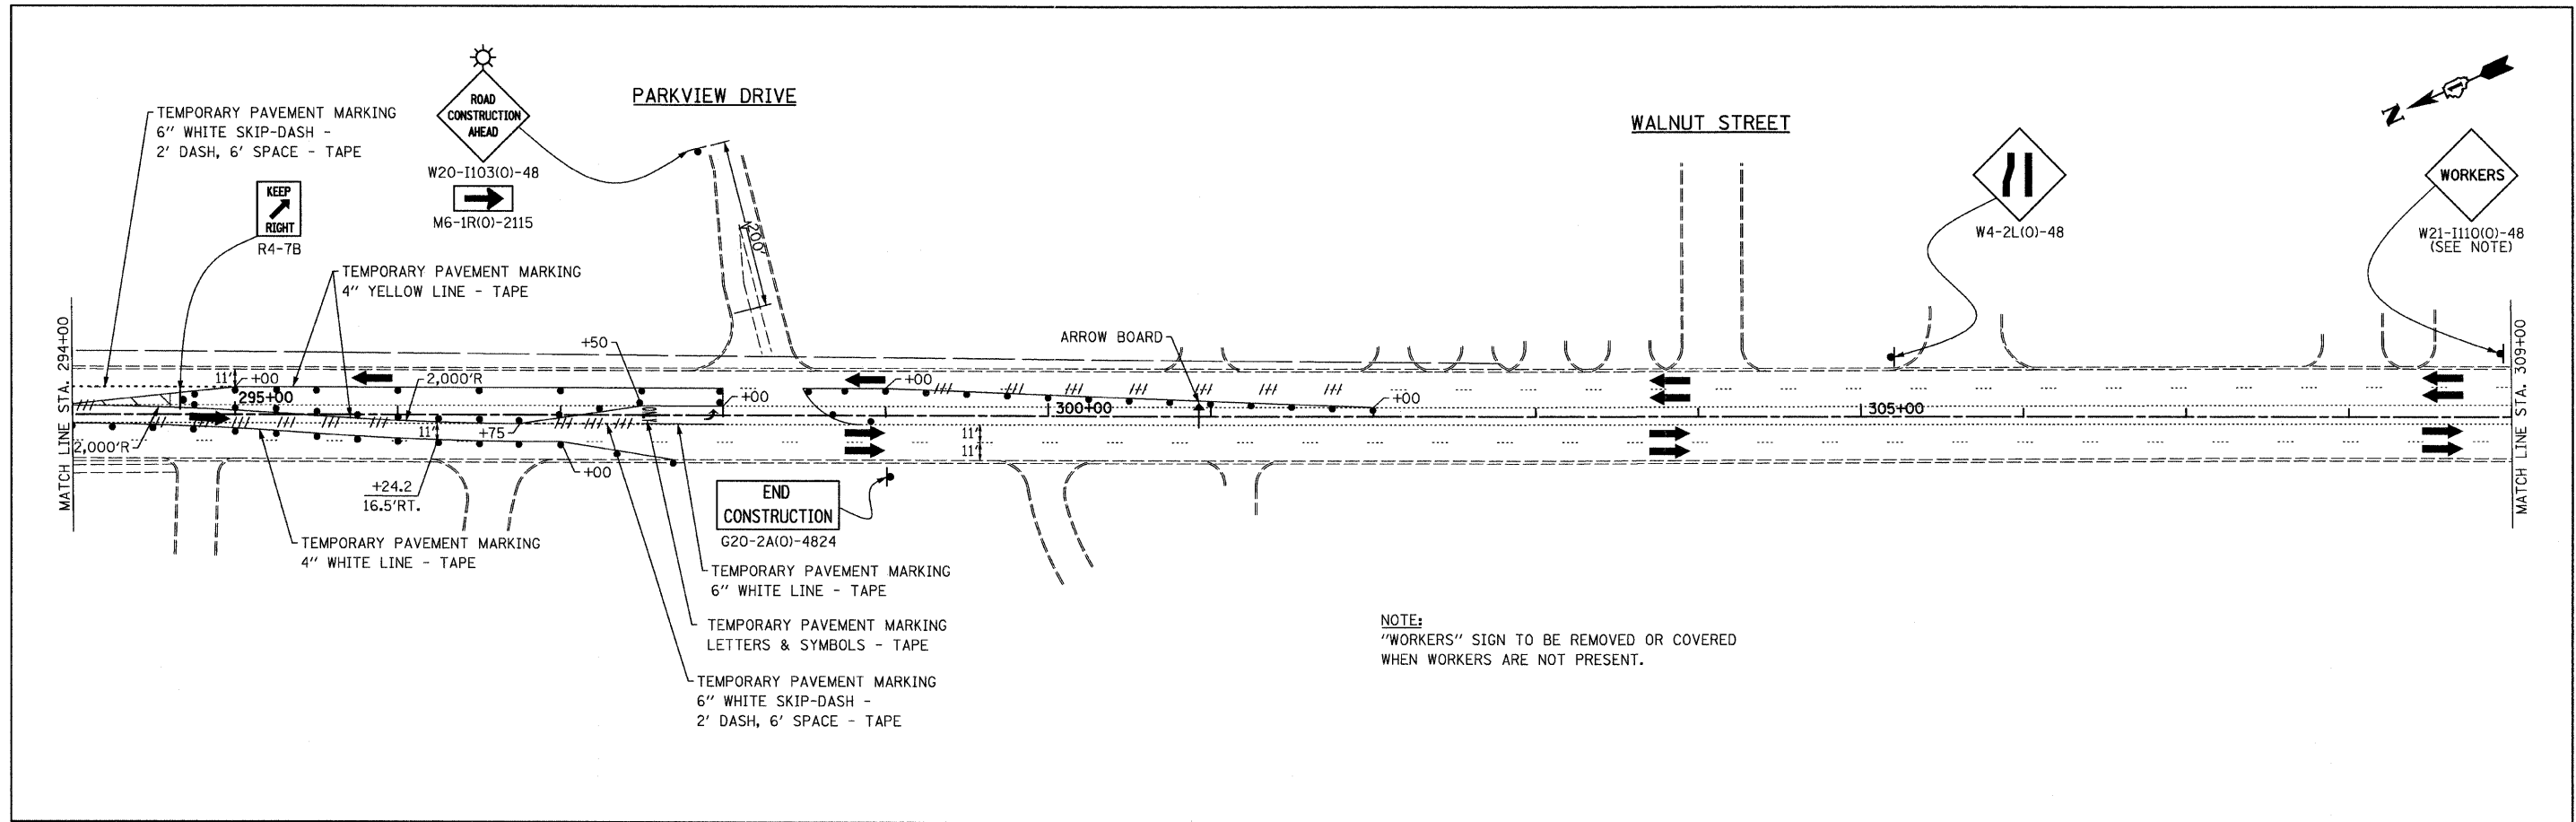 ROAD
CONSTRUCTION
AHEAD
W20-I103(O)-48
M6-1R(O)-2115
PARKVIEW DRIVE
WALNUT STREET
N
TEMPORARY PAVEMENT MARKING
6" WHITE SKIP-DASH -
2' DASH, 6' SPACE - TAPE
KEEP
RIGHT
R4-7B
W4-2L(O)-48
WORKERS
W21-I110(O)-48
(SEE NOTE)
TEMPORARY PAVEMENT MARKING
4" YELLOW LINE - TAPE
200'
ARROW BOARD
MATCH LINE STA. 294+00
MATCH LINE STA. 309+00
+50
11'
+00
2,000'R
+00
295+00
+00
300+00
+00
305+00
2,000'R
11'
+75
11'
11'
+00
+24.2
16.5'RT.
END
CONSTRUCTION
G20-2A(O)-4824
TEMPORARY PAVEMENT MARKING
4" WHITE LINE - TAPE
TEMPORARY PAVEMENT MARKING
6" WHITE LINE - TAPE
TEMPORARY PAVEMENT MARKING
LETTERS & SYMBOLS - TAPE
TEMPORARY PAVEMENT MARKING
6" WHITE SKIP-DASH -
2' DASH, 6' SPACE - TAPE
NOTE:
"WORKERS" SIGN TO BE REMOVED OR COVERED
WHEN WORKERS ARE NOT PRESENT.